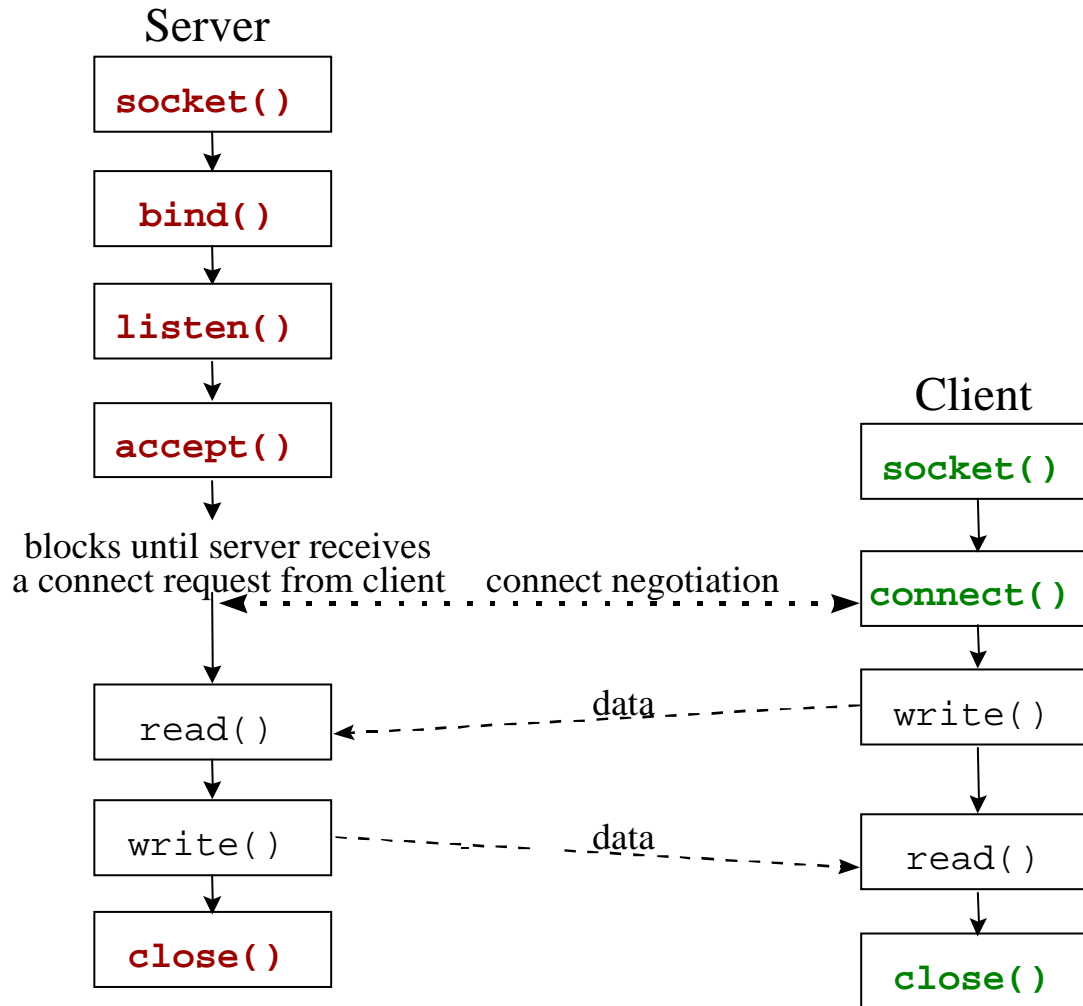 Server
socket()
bind()
listen()
accept()
blocks until server receives
a connect request from client
connect negotiation
read()
write()
close()
data
data
Client
socket()
connect()
write()
read()
close()